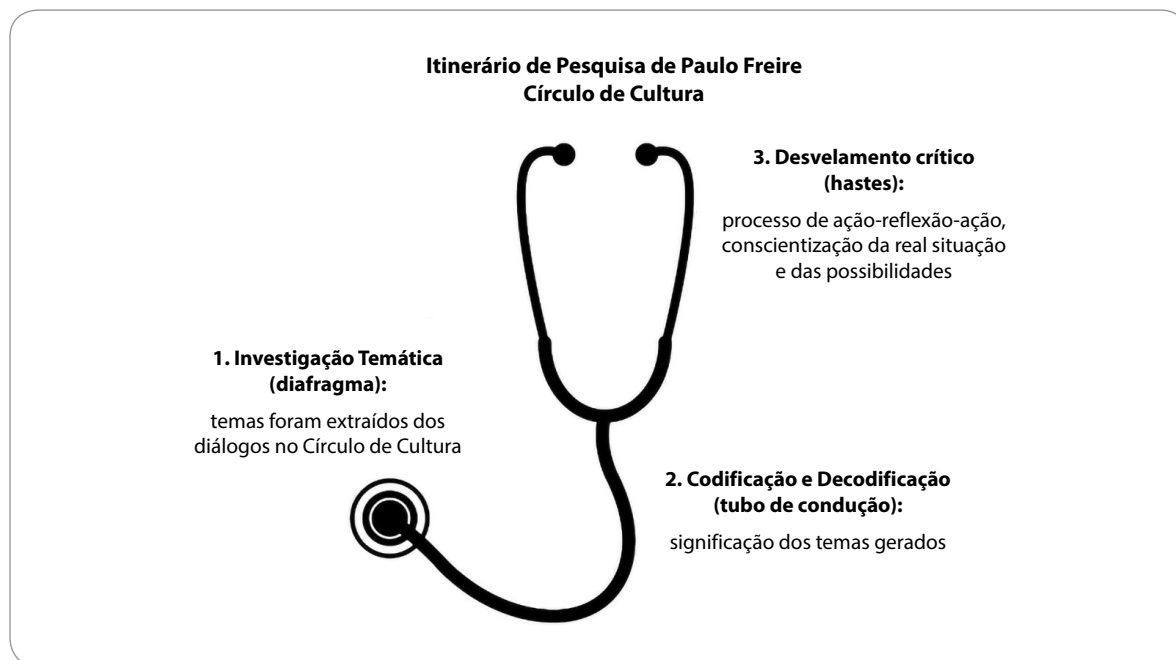 Itinerário de Pesquisa de Paulo Freire
Círculo de Cultura
1. Investigação Temática
(diafragma):
temas foram extraídos dos
diálogos no Círculo de Cultura
2. Codificação e Decodificação
(tubo de condução):
significação dos temas gerados
3. Desvelamento crítico
(hastes):
processo de ação-reflexão-ação,
conscientização da real situação
e das possibilidades